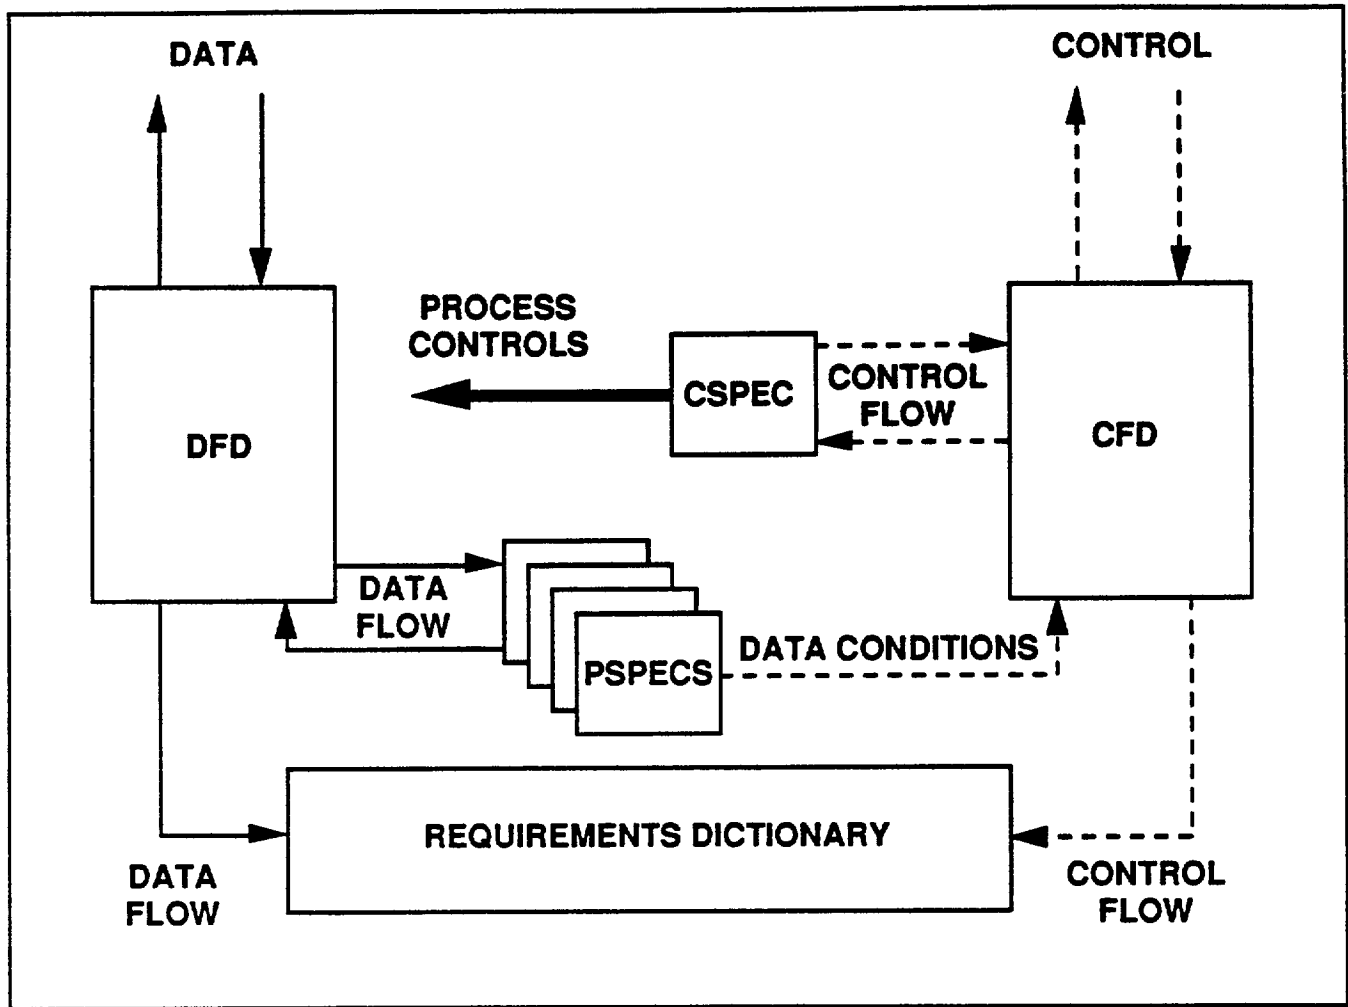 DATA
CONTROL
PROCESS
CONTROLS
CSPEC
CONTROL
FLOW
DFD
CFD
DATA
FLOW
PSPECS
DATA CONDITIONS
REQUIREMENTS DICTIONARY
DATA
FLOW
CONTROL
FLOW